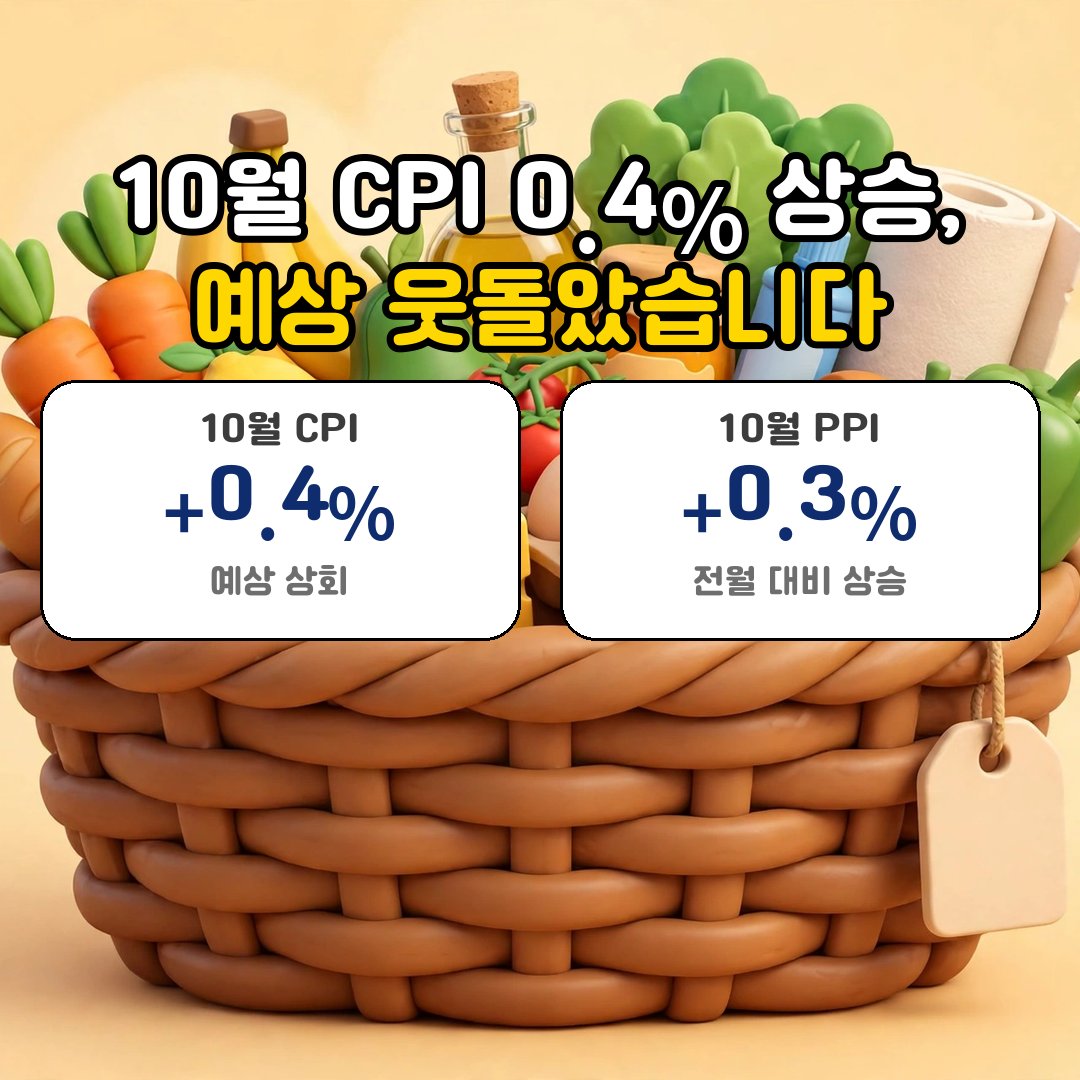 10월 CPI 0.4% 상승,
예상 웃돌았습니다
10월 CPI
+0.4%
예상 상회
10월 PPI
+0.3%
전월 대비 상승